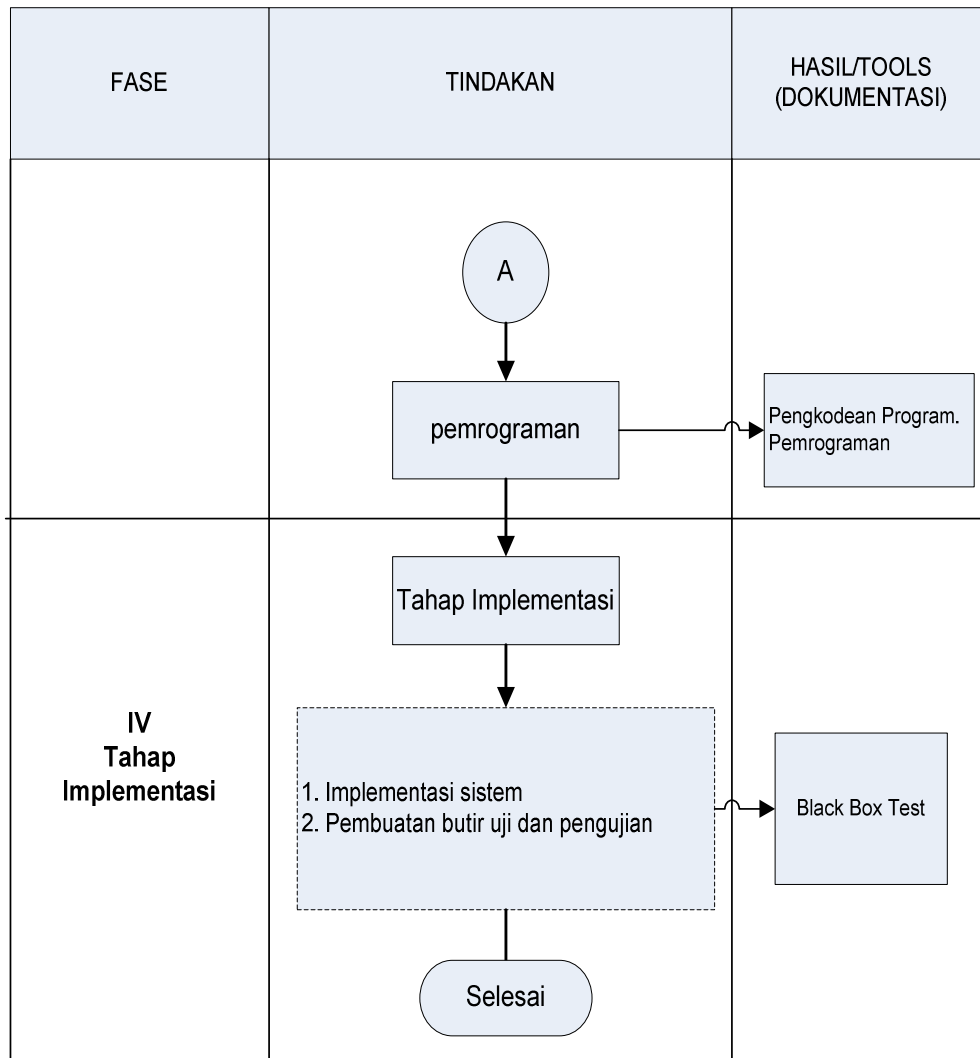 FASE
TINDAKAN
HASIL/TOOLS
(DOKUMENTASI)
A
pemrograman
Pengkodean Program.
Pemrograman
Tahap Implementasi
IV
Tahap
Implementasi
1. Implementasi sistem
2. Pembuatan butir uji dan pengujian
Black Box Test
Selesai